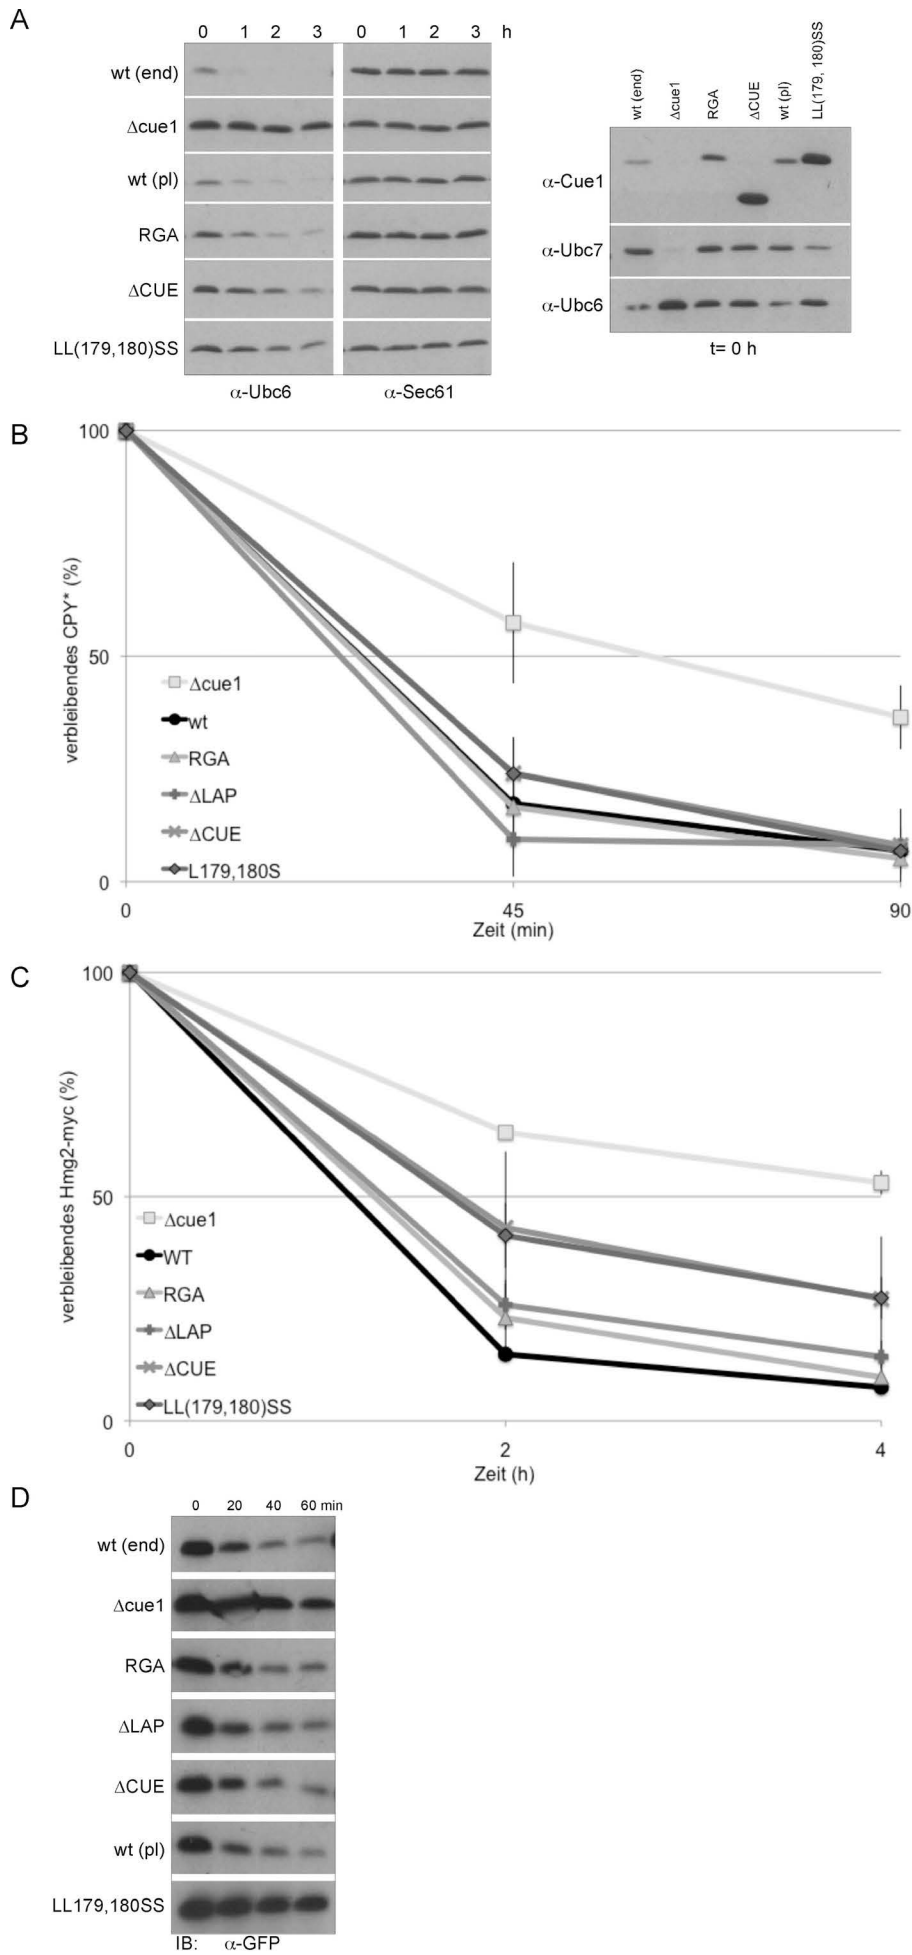 A
0 1 2 3 0 1 2 3 h
wt (end)
Δcue1
wt (pl)
RGA
ΔCUE
LL(179,180)SS
α-Ubc6 α-Sec61
wt (end) Δcue1 RGA ΔCUE wt (pl) LL(179, 180)SS
α-Cue1
α-Ubc7
α-Ubc6
t= 0 h
B
verbleibendes CPY* (%)
100
50
0
Δcue1
wt
RGA
ΔLAP
ΔCUE
L179,180S
0 45 90
Zeit (min)
C
verbleibendes Hmg2-myc (%)
100
50
0
Δcue1
WT
RGA
ΔLAP
ΔCUE
LL(179,180)SS
0 2 4
Zeit (h)
D
0 20 40 60 min
wt (end)
Δcue1
RGA
ΔLAP
ΔCUE
wt (pl)
LL179,180SS
IB: α-GFP